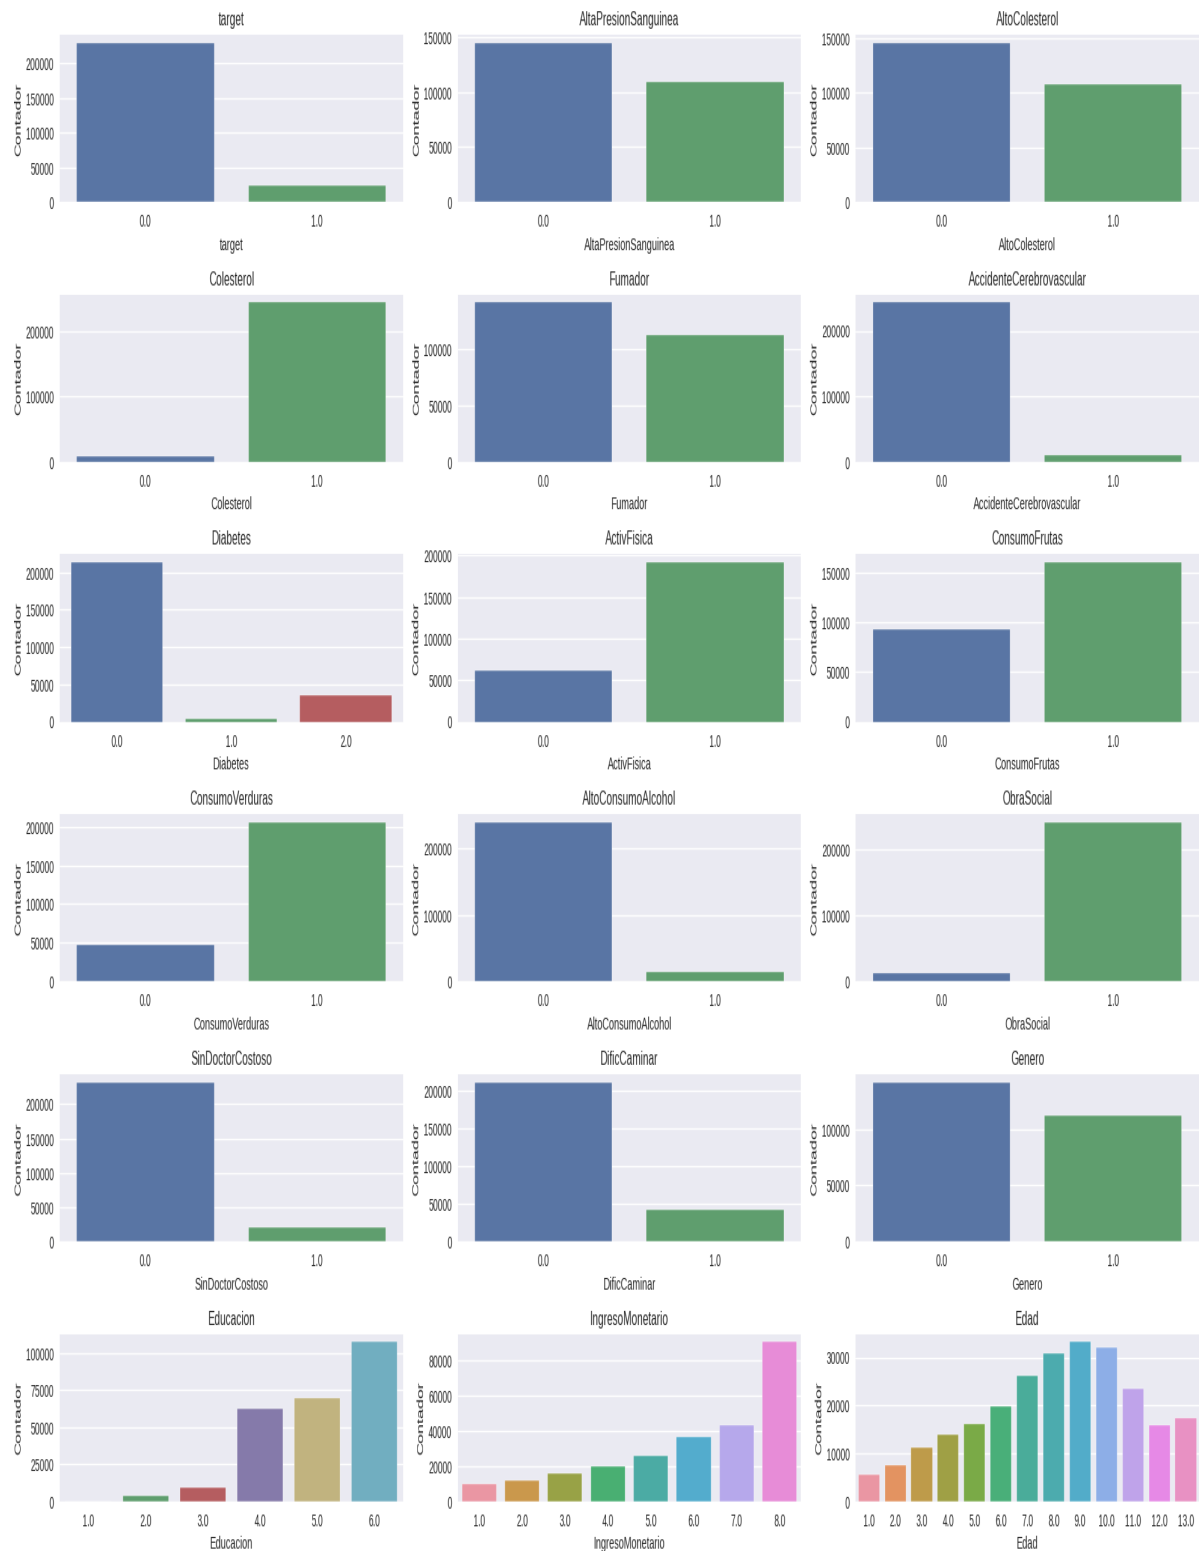 target
AltaPresionSanguinea
AltoColesterol
Contador
200000
150000
100000
50000
0
0.0 1.0
target
Contador
150000
100000
50000
0
0.0 1.0
AltaPresionSanguinea
Contador
150000
100000
50000
0
0.0 1.0
AltoColesterol
Colesterol
Fumador
AccidenteCerebrovascular
Contador
200000
100000
0
0.0 1.0
Colesterol
Contador
100000
50000
0
0.0 1.0
Fumador
Contador
200000
100000
0
0.0 1.0
AccidenteCerebrovascular
Diabetes
ActivFisica
ConsumoFrutas
Contador
200000
150000
100000
50000
0
0.0 1.0 2.0
Diabetes
Contador
200000
150000
100000
50000
0
0.0 1.0
ActivFisica
Contador
150000
100000
50000
0
0.0 1.0
ConsumoFrutas
ConsumoVerduras
AltoConsumoAlcohol
ObraSocial
Contador
200000
150000
100000
50000
0
0.0 1.0
ConsumoVerduras
Contador
200000
100000
0
0.0 1.0
AltoConsumoAlcohol
Contador
200000
100000
0
0.0 1.0
ObraSocial
SinDoctorCostoso
DificCaminar
Genero
Contador
200000
150000
100000
50000
0
0.0 1.0
SinDoctorCostoso
Contador
200000
150000
100000
50000
0
0.0 1.0
DificCaminar
Contador
100000
50000
0
0.0 1.0
Genero
Educacion
IngresoMonetario
Edad
Contador
100000
75000
50000
25000
0
1.0 2.0 3.0 4.0 5.0 6.0
Educacion
Contador
80000
60000
40000
20000
0
1.0 2.0 3.0 4.0 5.0 6.0 7.0 8.0
IngresoMonetario
Contador
30000
20000
10000
0
1.0 2.0 3.0 4.0 5.0 6.0 7.0 8.0 9.0 10.0 11.0 12.0 13.0
Edad